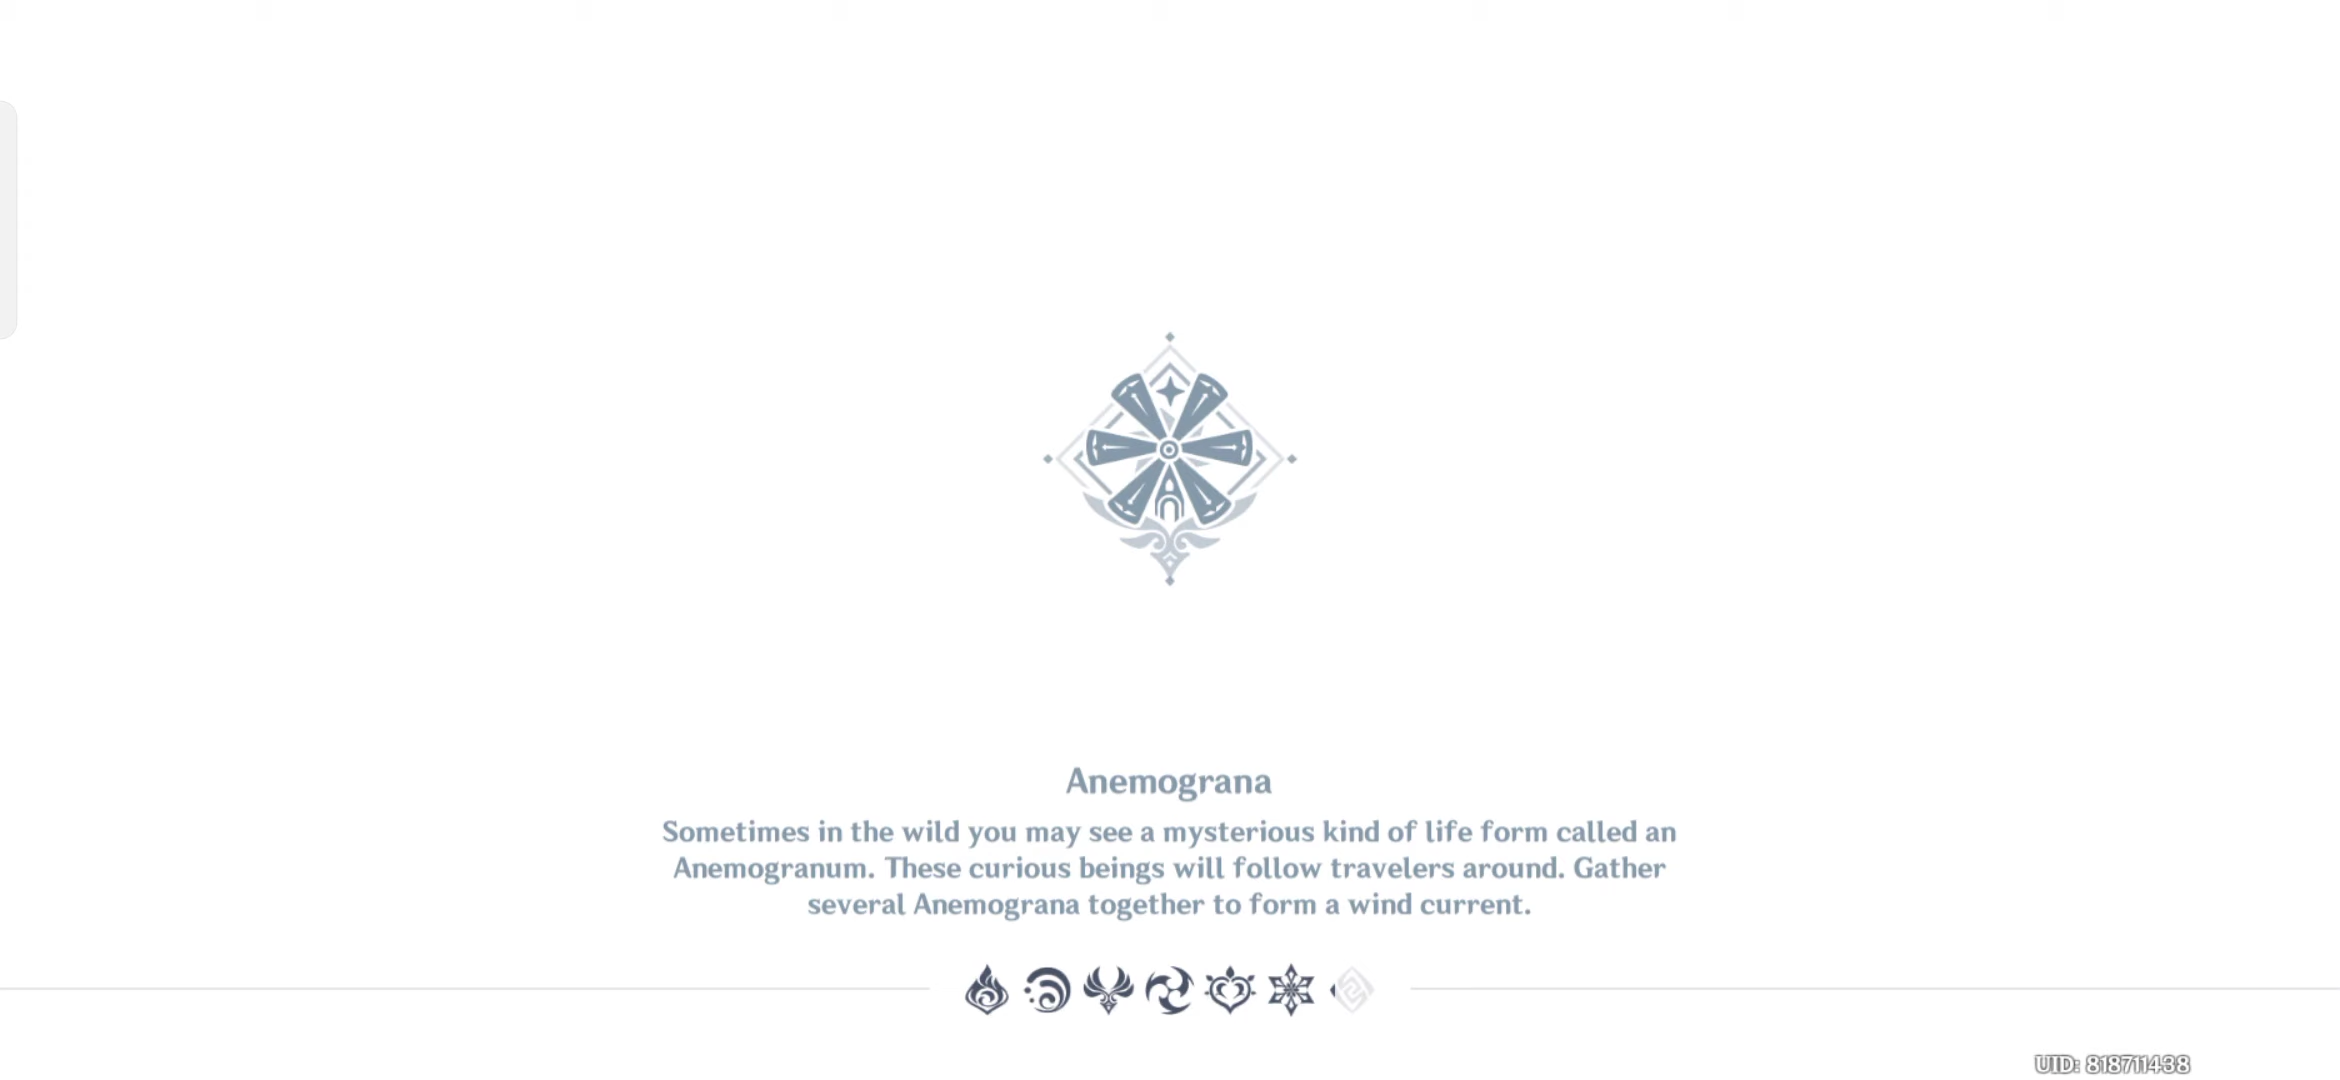 Anemograna
Sometimes in the wild you may see a mysterious kind of life form called an
Anemogranum. These curious beings will follow travelers around. Gather
several Anemograna together to form a wind current.
UID: 818711438